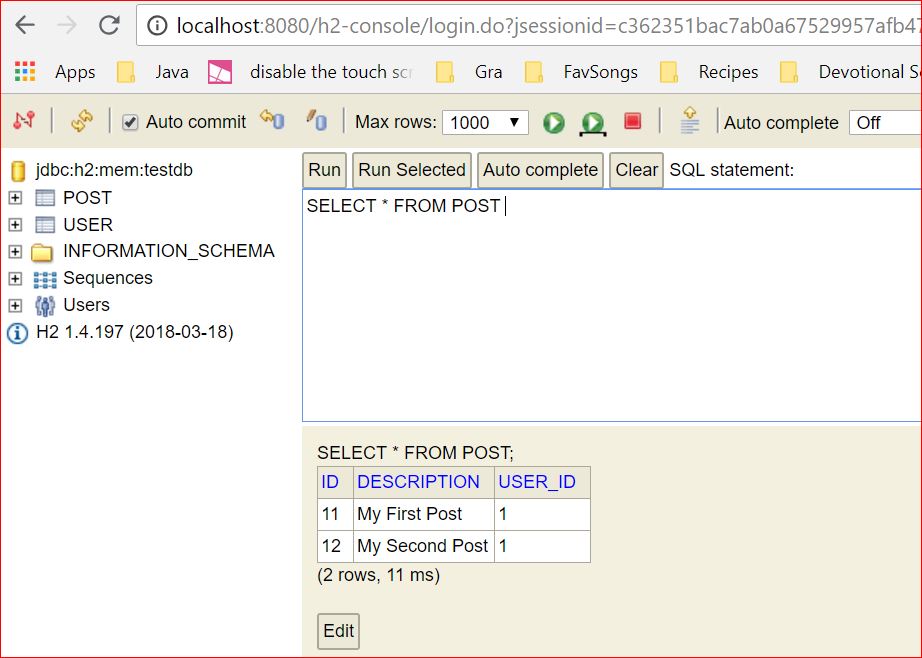 localhost:8080/h2-console/login.do?jsessionid=c362351bac7ab0a67529957afb47
Apps Java disable the touch scr Gra FavSongs Recipes Devotional S
Auto commit Max rows: 1000 Auto complete Off
jdbc:h2:mem:testdb
POST
USER
INFORMATION_SCHEMA
Sequences
Users
H2 1.4.197 (2018-03-18)
Run Run Selected Auto complete Clear SQL statement:
SELECT * FROM POST
SELECT * FROM POST;
ID DESCRIPTION USER_ID
11 My First Post 1
12 My Second Post 1
(2 rows, 11 ms)
Edit